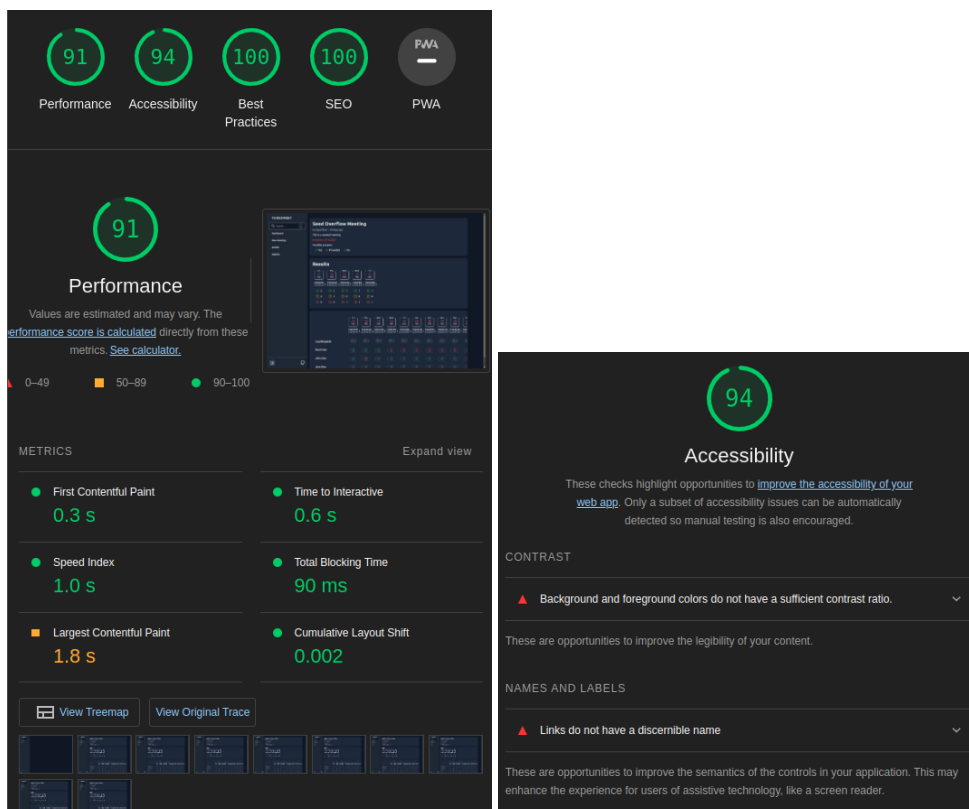 91
94
100
100
PWA
Performance
Accessibility
Best
Practices
SEO
PWA
91
Performance
Values are estimated and may vary. The
performance score is calculated directly from these
metrics. See calculator.
0–49
50–89
90–100
Seed Overflow Meeting
Results
METRICS
Expand view
First Contentful Paint
0.3 s
Time to Interactive
0.6 s
Speed Index
1.0 s
Total Blocking Time
90 ms
Largest Contentful Paint
1.8 s
Cumulative Layout Shift
0.002
View Treemap
View Original Trace
94
Accessibility
These checks highlight opportunities to improve the accessibility of your
web app. Only a subset of accessibility issues can be automatically
detected so manual testing is also encouraged.
CONTRAST
Background and foreground colors do not have a sufficient contrast ratio.
These are opportunities to improve the legibility of your content.
NAMES AND LABELS
Links do not have a discernible name
These are opportunities to improve the semantics of the controls in your application. This may
enhance the experience for users of assistive technology, like a screen reader.